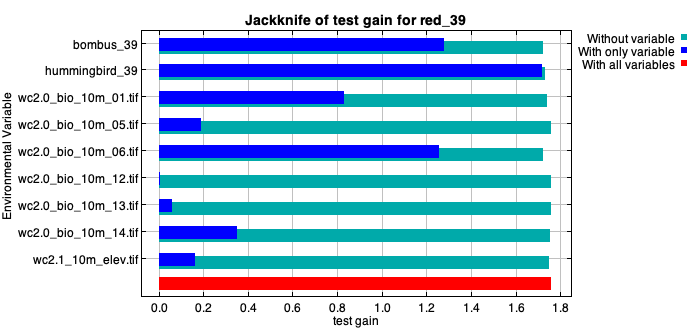 Jackknife of test gain for red_39
Without variable
With only variable
With all variables
Environmental Variable
bombus_39
hummingbird_39
wc2.0_bio_10m_01.tif
wc2.0_bio_10m_05.tif
wc2.0_bio_10m_06.tif
wc2.0_bio_10m_12.tif
wc2.0_bio_10m_13.tif
wc2.0_bio_10m_14.tif
wc2.1_10m_elev.tif
0.0 0.2 0.4 0.6 0.8 1.0 1.2 1.4 1.6 1.8
test gain